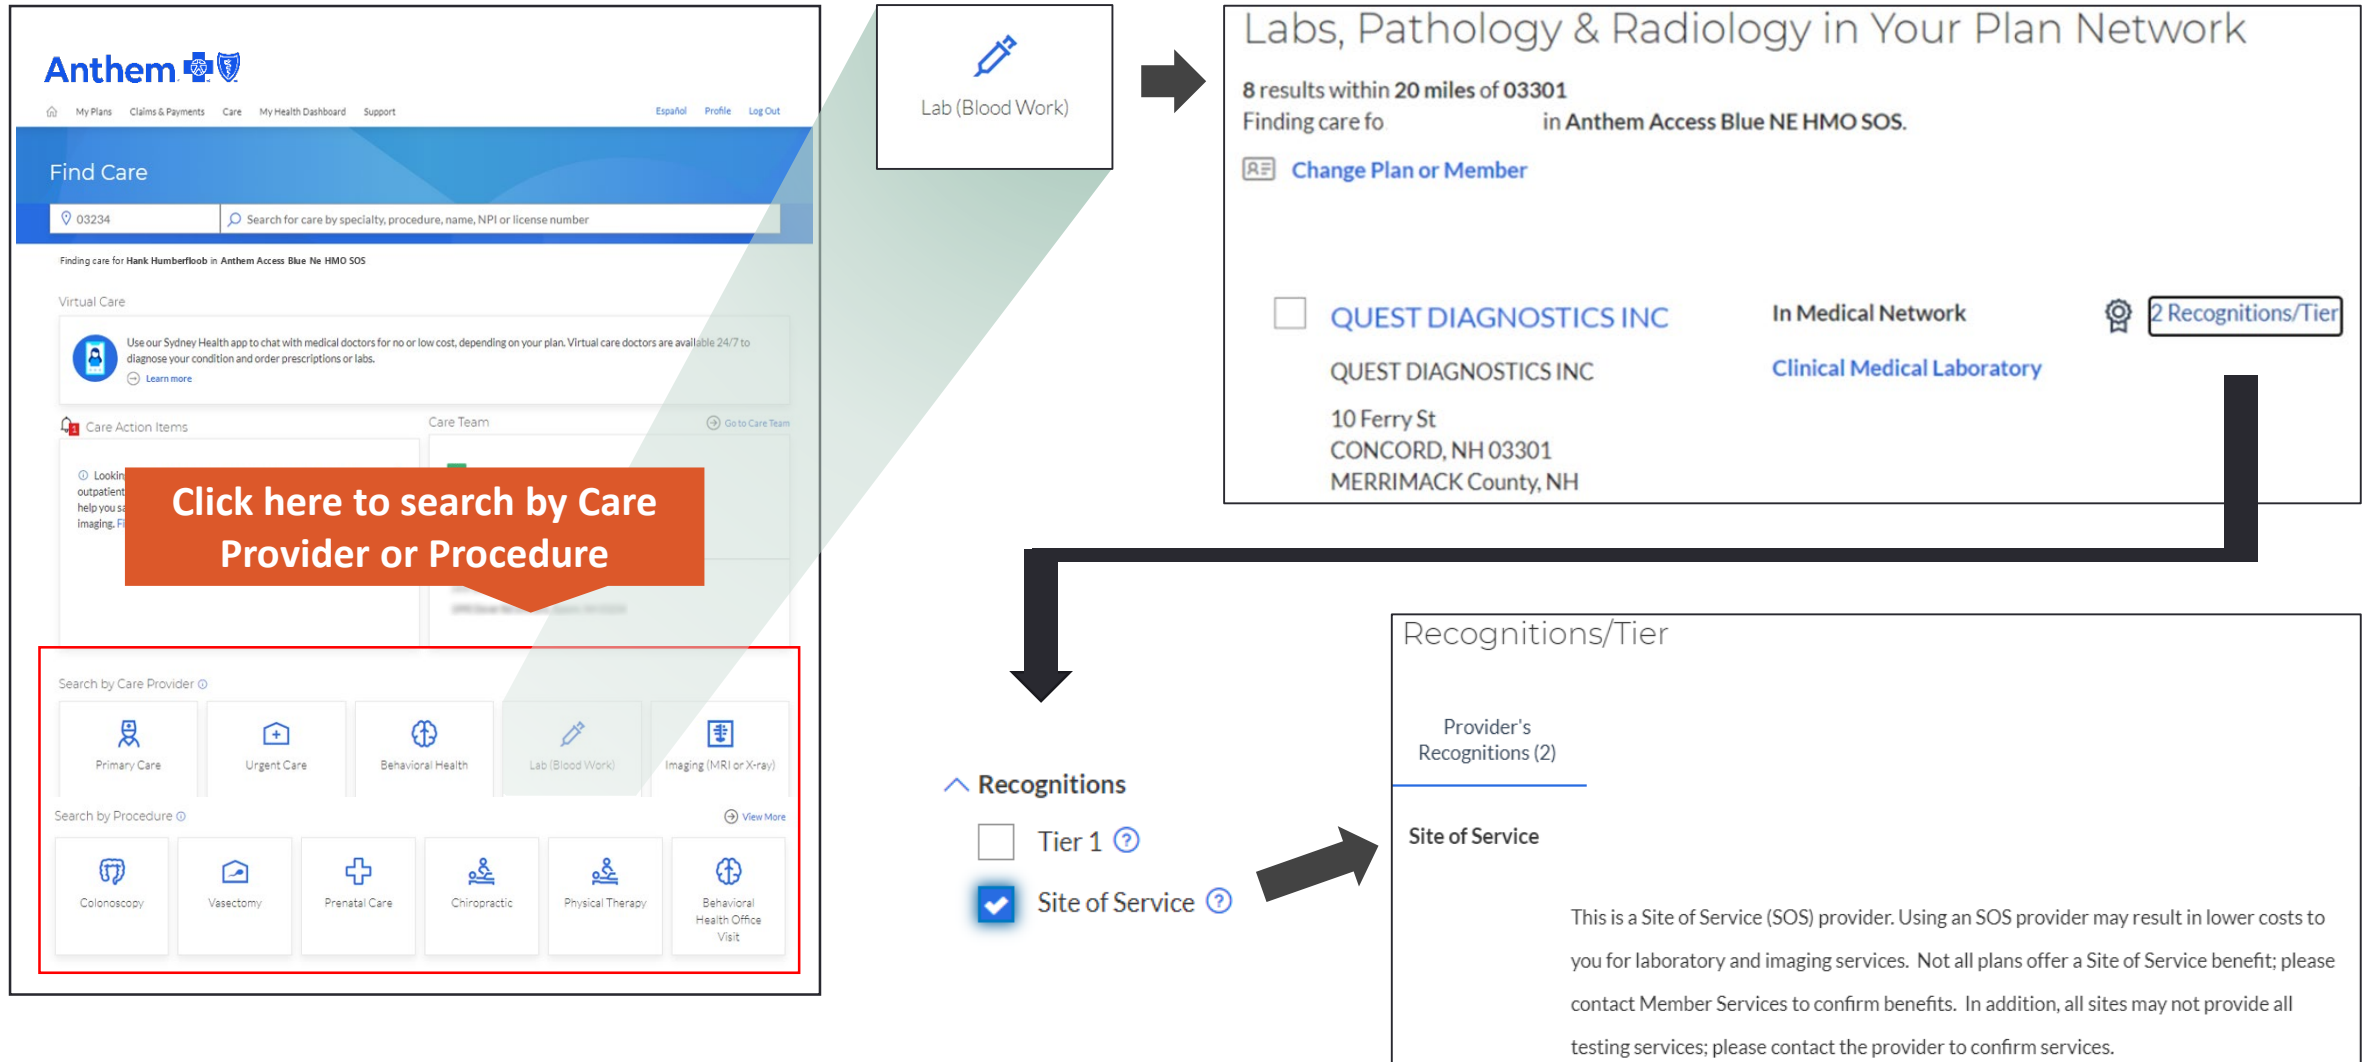 Anthem
My Plans Claims & Payments Care My Health Dashboard Support Español Profile Log Out
Find Care
03234 Search for care by specialty, procedure, name, NPI or license number
Finding care for Hank Humberfloob in Anthem Access Blue Ne HMO SOS
Virtual Care
Use our Sydney Health app to chat with medical doctors for no or low cost, depending on your plan. Virtual care doctors are available 24/7 to
diagnose your condition and order prescriptions or labs.
Learn more
1 Care Action Items
Care Team Go to Care Team
outpatient
help you
imaging.
Click here to search by Care
Provider or Procedure
Search by Care Provider
Primary Care
Urgent Care
Behavioral Health
Lab (Blood Work)
Imaging (MRI or X-ray)
Search by Procedure View More
Colonoscopy
Vasectomy
Prenatal Care
Chiropractic
Physical Therapy
Behavioral
Health Office
Visit
Lab (Blood Work)
Labs, Pathology & Radiology in Your Plan Network
8 results within 20 miles of 03301
Finding care fo in Anthem Access Blue NE HMO SOS.
Change Plan or Member
QUEST DIAGNOSTICS INC In Medical Network 2 Recognitions/Tier
QUEST DIAGNOSTICS INC Clinical Medical Laboratory
10 Ferry St
CONCORD, NH 03301
MERRIMACK County, NH
Recognitions
Tier 1
Site of Service
Recognitions/Tier
Provider's
Recognitions (2)
Site of Service
This is a Site of Service (SOS) provider. Using an SOS provider may result in lower costs to
you for laboratory and imaging services. Not all plans offer a Site of Service benefit; please
contact Member Services to confirm benefits. In addition, all sites may not provide all
testing services; please contact the provider to confirm services.